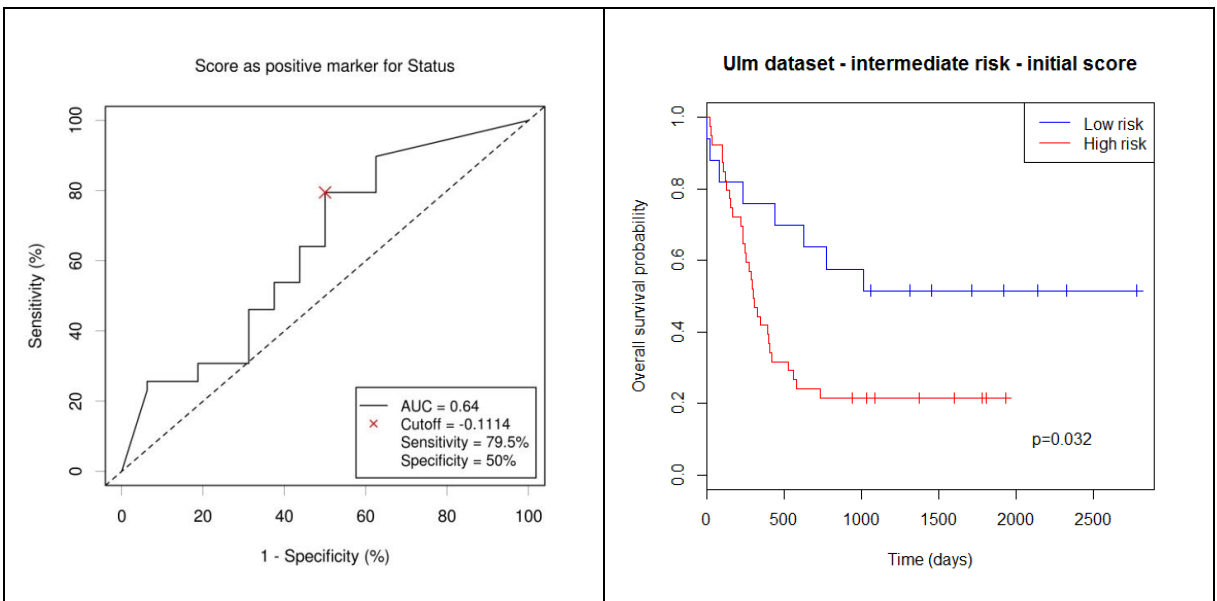 Score as positive marker for Status
Sensitivity (%)
100
80
60
40
20
0
AUC = 0.64
Cutoff = -0.1114
Sensitivity = 79.5%
Specificity = 50%
0 20 40 60 80 100
1 - Specificity (%)
Ulm dataset - intermediate risk - initial score
Overall survival probability
1.0
0.8
0.6
0.4
0.2
0.0
Low risk
High risk
p=0.032
0 500 1000 1500 2000 2500
Time (days)